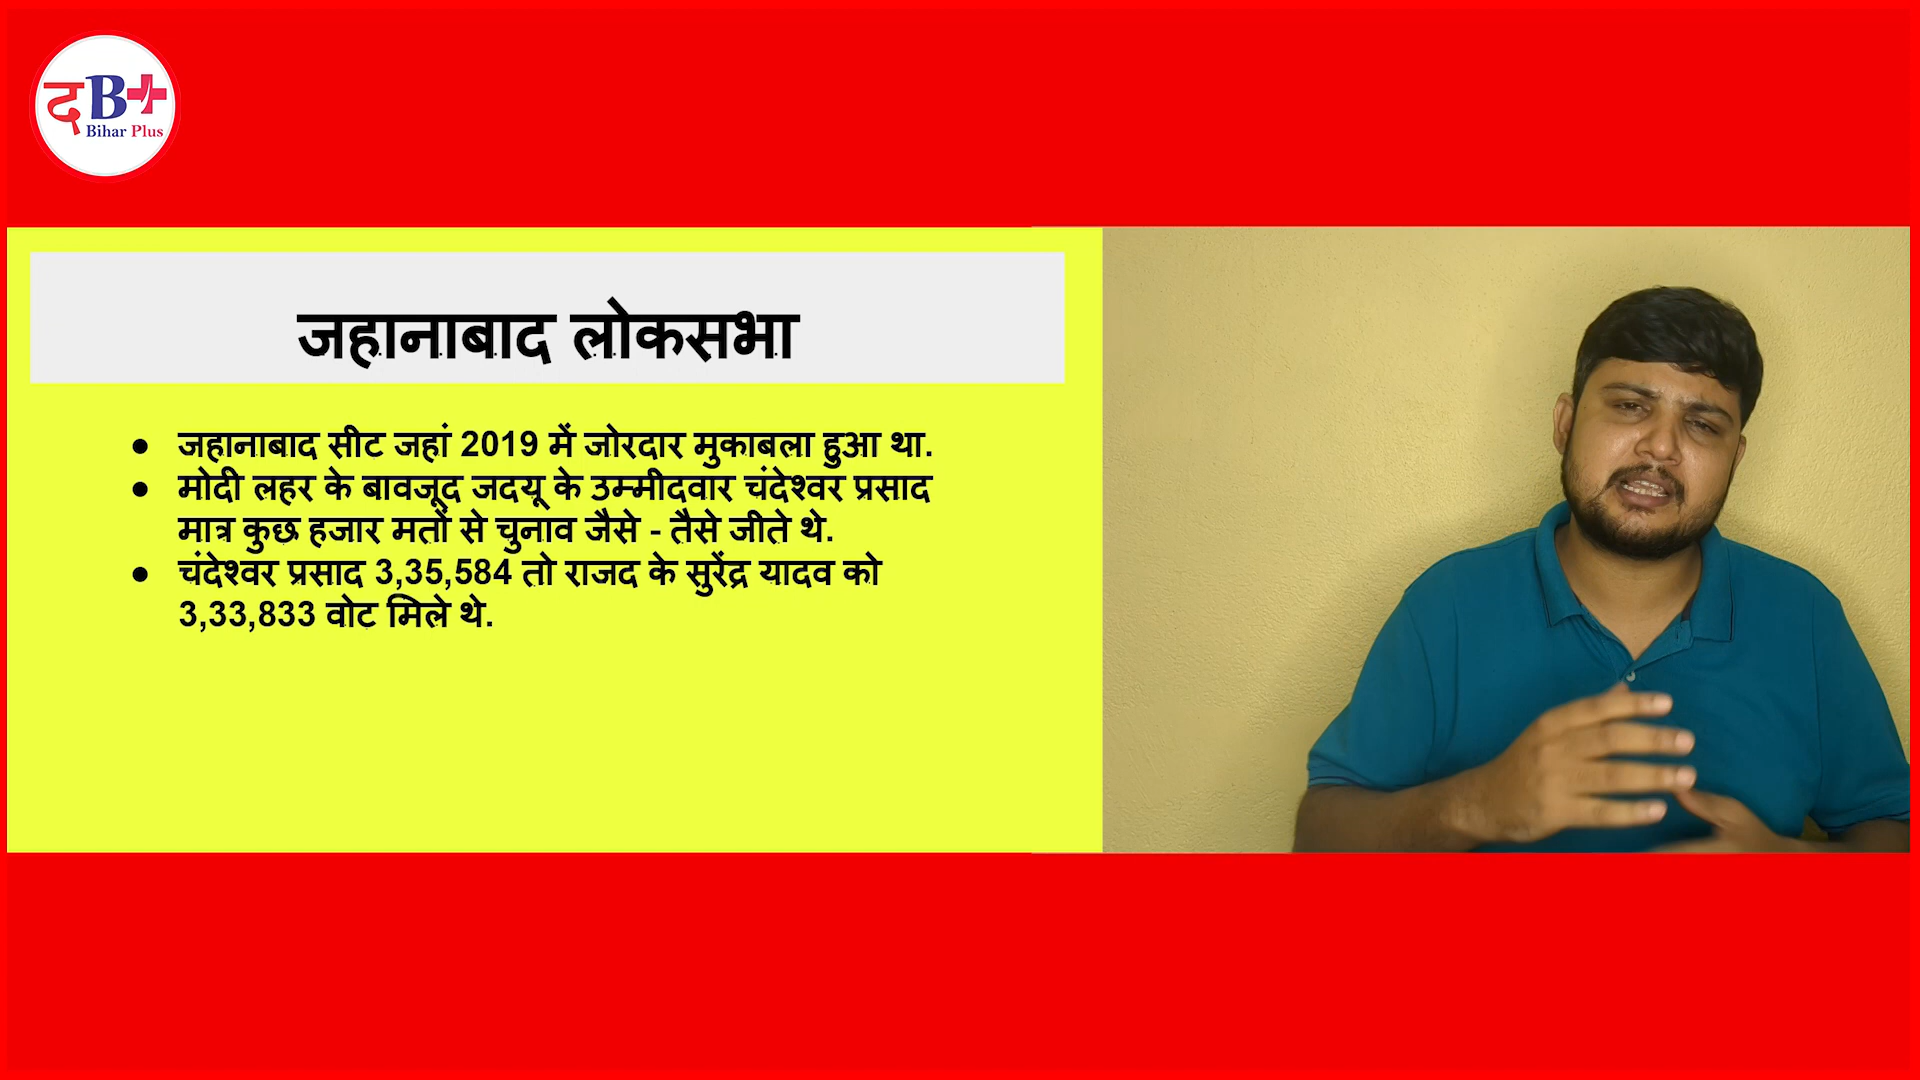 द B+
Bihar Plus
जहानाबाद लोकसभा
● जहानाबाद सीट जहां 2019 में जोरदार मुकाबला हुआ था.
● मोदी लहर के बावजूद जदयू के उम्मीदवार चंदेश्वर प्रसाद
मात्र कुछ हजार मतों से चुनाव जैसे - तैसे जीते थे.
● चंदेश्वर प्रसाद 3,35,584 तो राजद के सुरेंद्र यादव को
3,33,833 वोट मिले थे.